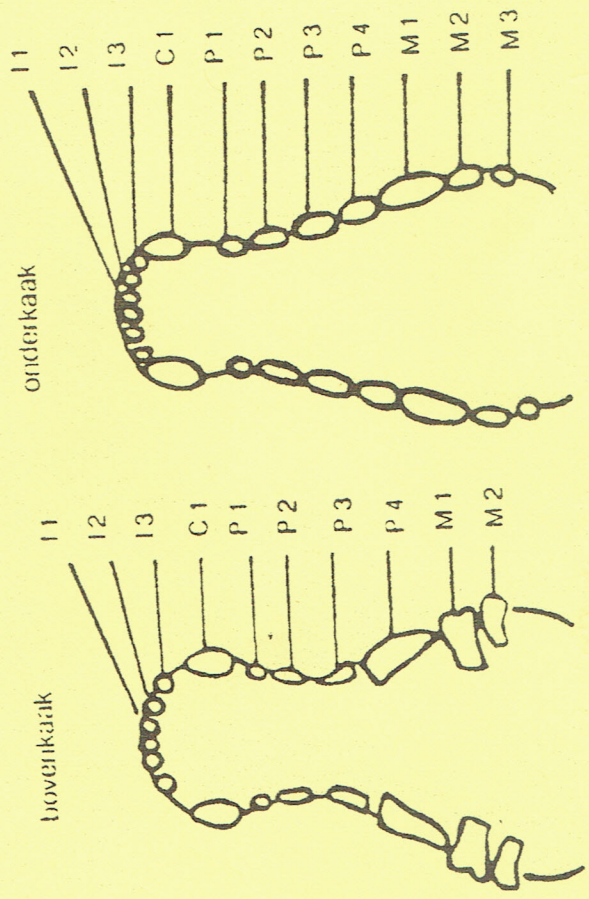 onderkaak
I1
I2
I3
C1
P1
P2
P3
P4
M1
M2
M3
bovenkaak
I1
I2
I3
C1
P1
P2
P3
P4
M1
M2